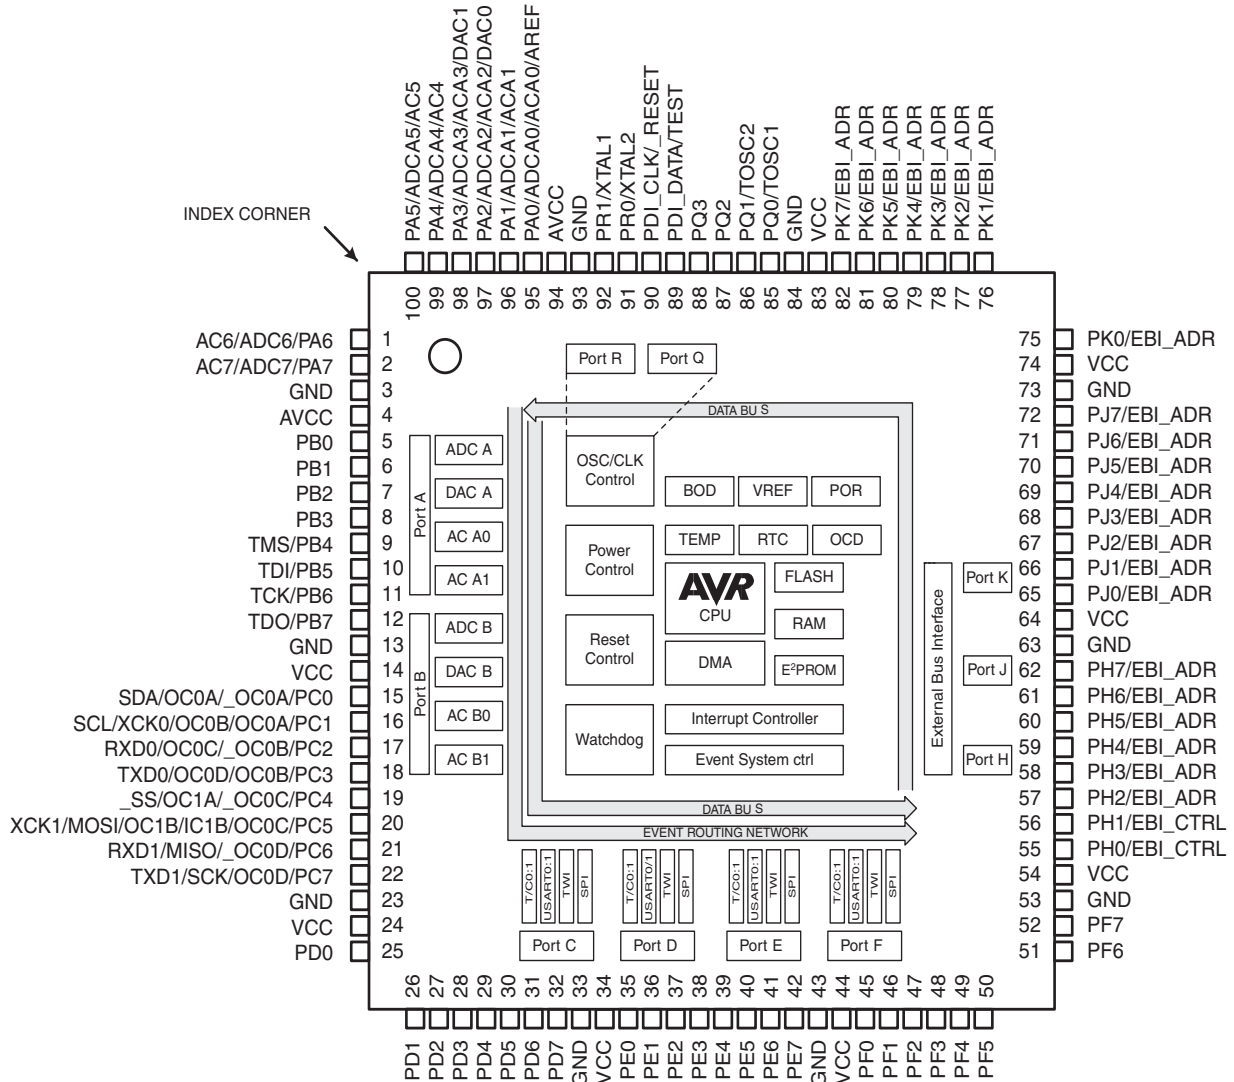 PA5/ADCA5/AC5
PA4/ADCA4/AC4
PA3/ADCA3/ACA3/DAC1
PA2/ADCA2/ACA2/DAC0
PA1/ADCA1/ACA1
PA0/ADCA0/ACA0/AREF
AVCC
GND
PR1/XTAL1
PR0/XTAL2
PDI_CLK/_RESET
PDI_DATA/TEST
PQ3
PQ2
PQ1/TOSC2
PQ0/TOSC1
GND
VCC
PK7/EBI_ADR
PK6/EBI_ADR
PK5/EBI_ADR
PK4/EBI_ADR
PK3/EBI_ADR
PK2/EBI_ADR
PK1/EBI_ADR
INDEX CORNER
100
99
98
97
96
95
94
93
92
91
90
89
88
87
86
85
84
83
82
81
80
79
78
77
76
AC6/ADC6/PA6 1
AC7/ADC7/PA7 2
GND 3
AVCC 4
PB0 5
PB1 6
PB2 7
PB3 8
TMS/PB4 9
TDI/PB5 10
TCK/PB6 11
TDO/PB7 12
GND 13
VCC 14
SDA/OC0A/_OC0A/PC0 15
SCL/XCK0/OC0B/OC0A/PC1 16
RXD0/OC0C/_OC0B/PC2 17
TXD0/OC0D/OC0B/PC3 18
_SS/OC1A/_OC0C/PC4 19
XCK1/MOSI/OC1B/IC1B/OC0C/PC5 20
RXD1/MISO/_OC0D/PC6 21
TXD1/SCK/OC0D/PC7 22
GND 23
VCC 24
PD0 25
Port R
Port Q
DATA BU S
Port A
ADC A
DAC A
AC A0
AC A1
Port B
ADC B
DAC B
AC B0
AC B1
OSC/CLK
Control
Power
Control
Reset
Control
Watchdog
BOD
VREF
POR
TEMP
RTC
OCD
AVR
CPU
FLASH
RAM
DMA
E²PROM
Interrupt Controller
Event System ctrl
External Bus Interface
Port K
Port J
Port H
DATA BU S
EVENT ROUTING NETWORK
T/C0:1
USART0:1
TWI
SPI
Port C
T/C0:1
USART0/1
TWI
SPI
Port D
T/C0:1
USART0:1
TWI
SPI
Port E
T/C0:1
USART0:1
TWI
SPI
Port F
75 PK0/EBI_ADR
74 VCC
73 GND
72 PJ7/EBI_ADR
71 PJ6/EBI_ADR
70 PJ5/EBI_ADR
69 PJ4/EBI_ADR
68 PJ3/EBI_ADR
67 PJ2/EBI_ADR
66 PJ1/EBI_ADR
65 PJ0/EBI_ADR
64 VCC
63 GND
62 PH7/EBI_ADR
61 PH6/EBI_ADR
60 PH5/EBI_ADR
59 PH4/EBI_ADR
58 PH3/EBI_ADR
57 PH2/EBI_ADR
56 PH1/EBI_CTRL
55 PH0/EBI_CTRL
54 VCC
53 GND
52 PF7
51 PF6
26
27
28
29
30
31
32
33
34
35
36
37
38
39
40
41
42
43
44
45
46
47
48
49
50
PD1
PD2
PD3
PD4
PD5
PD6
PD7
GND
VCC
PE0
PE1
PE2
PE3
PE4
PE5
PE6
PE7
GND
VCC
PF0
PF1
PF2
PF3
PF4
PF5